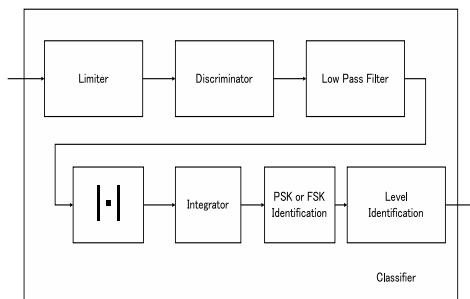 Limiter
Discriminator
Low Pass Filter
|·|
Integrator
PSK or FSK
Identification
Level
Identification
Classifier